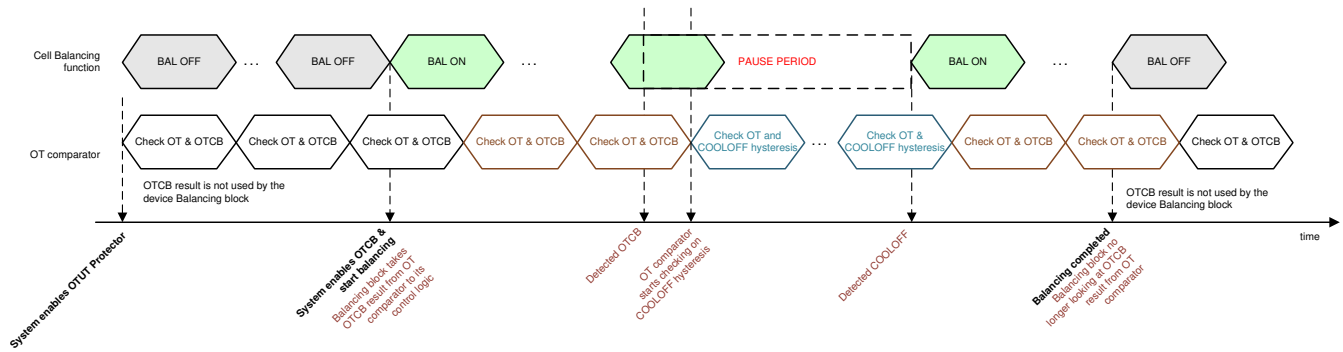 Cell Balancing
function
BAL OFF
...
BAL OFF
BAL ON
...
PAUSE PERIOD
BAL ON
...
BAL OFF
OT comparator
Check OT & OTCB
Check OT & OTCB
Check OT & OTCB
Check OT & OTCB
Check OT & OTCB
Check OT and
COOLOFF hysteresis
...
Check OT &
COOLOFF hysteresis
Check OT & OTCB
Check OT & OTCB
Check OT & OTCB
OTCB result is not used by the
device Balancing block
OTCB result is not used by the
device Balancing block
time
System enables OTUT Protector
System enables OTCB &
start balancing
Balancing block takes
OTCB result from OT
comparator to its
control logic
Detected OTCB
OT comparator
starts checking on
COOLOFF hysteresis
Detected COOLOFF
Balancing completed
Balancing block no
longer looking at OTCB
result from OT
comparator